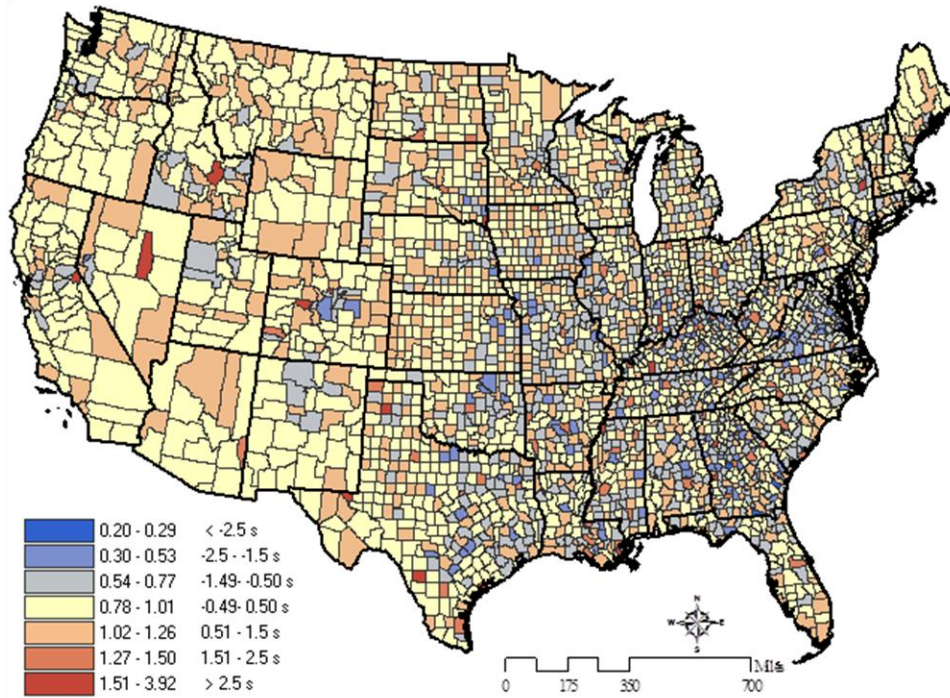 0.20 - 0.29 < -2.5 s
0.30 - 0.53 -2.5 - -1.5 s
0.54 - 0.77 -1.49- -0.50 s
0.78 - 1.01 -0.49- 0.50 s
1.02 - 1.26 0.51 - 1.5 s
1.27 - 1.50 1.51 - 2.5 s
1.51 - 3.92 > 2.5 s
N
W E
S
Miles
0 175 350 700